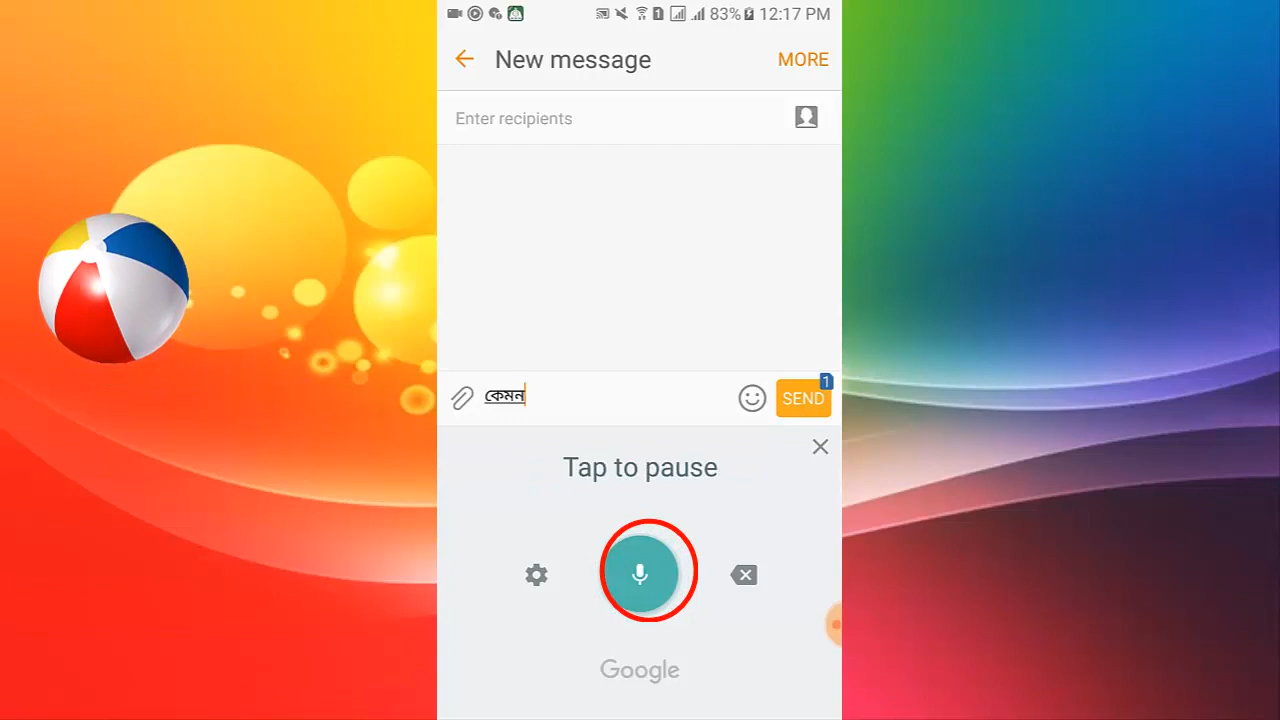 83% 12:17 PM
New message MORE
Enter recipients
কেমন SEND 1
Tap to pause
Google